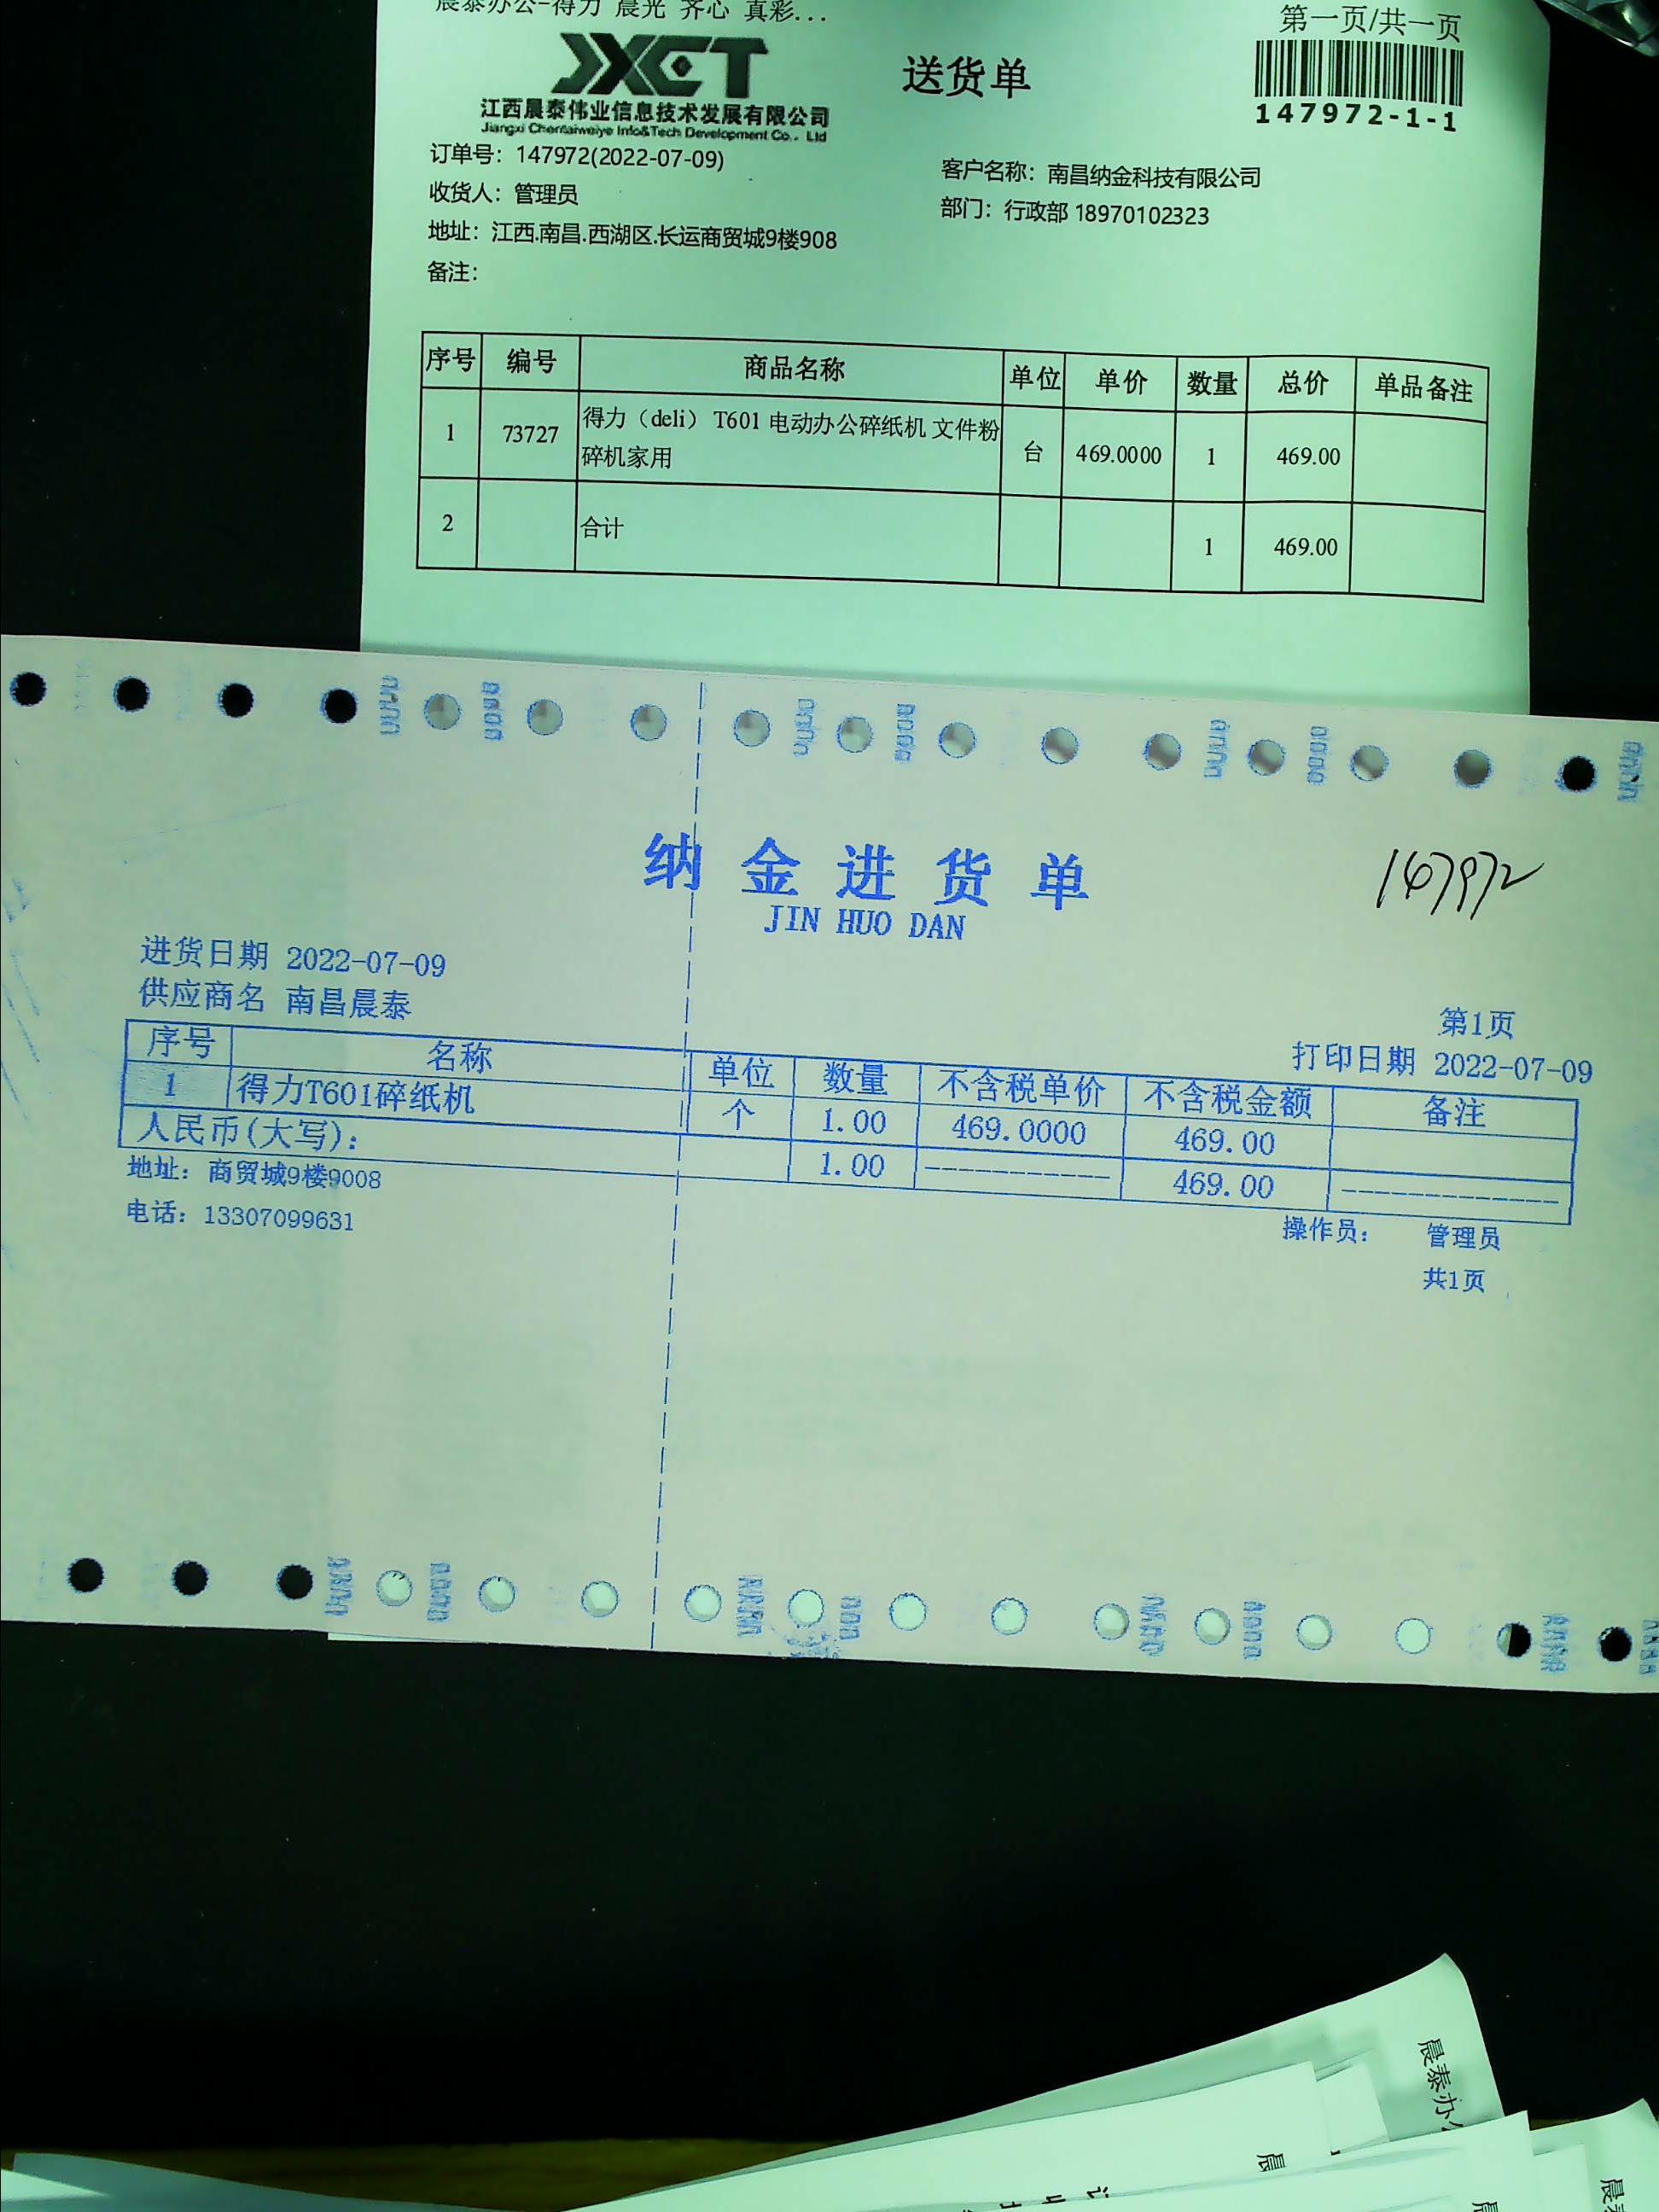 晨泰办公-得力 晨光 齐心 真彩...
第一页/共一页
JXCT
送货单
江西晨泰伟业信息技术发展有限公司
Jiangxi Chentaiweiye Info&Tech Development Co., Ltd
147972-1-1
订单号：147972(2022-07-09)
客户名称：南昌纳金科技有限公司
收货人：管理员
部门：行政部 18970102323
地址：江西.南昌.西湖区.长运商贸城9楼908
备注：
序号 编号 商品名称 单位 单价 数量 总价 单品备注
1 73727 得力（deli） T601 电动办公碎纸机 文件粉 台 469.0000 1 469.00
碎机家用
2 合计 1 469.00
纳金进货单
JIN HUO DAN
147972
进货日期 2022-07-09
供应商名 南昌晨泰
第1页
打印日期 2022-07-09
序号 名称 单位 数量 不含税单价 不含税金额 备注
1 得力T601碎纸机 个 1.00 469.0000 469.00
人民币(大写)： 1.00 ------------ 469.00 --------------
地址：商贸城9楼9008
电话：13307099631
操作员： 管理员
共1页
晨泰办
晨
晨